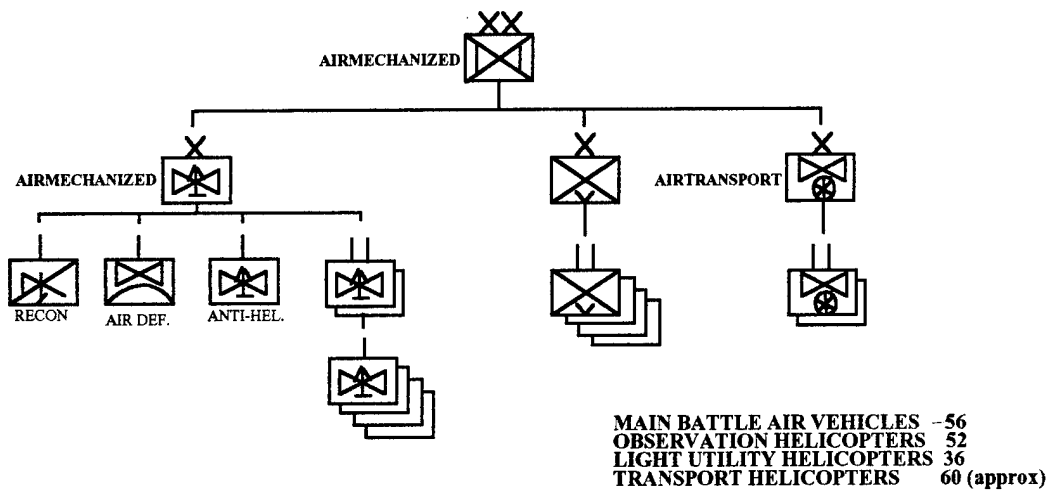 AIRMECHANIZED
AIRMECHANIZED
AIRTRANSPORT
RECON
AIR DEF.
ANTI-HEL.
MAIN BATTLE AIR VEHICLES - 56
OBSERVATION HELICOPTERS 52
LIGHT UTILITY HELICOPTERS 36
TRANSPORT HELICOPTERS 60 (approx)